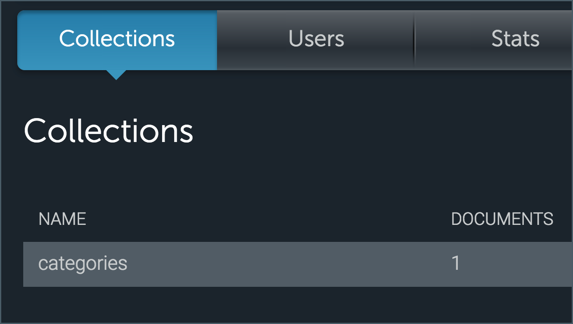 Collections Users Stats
Collections
NAME DOCUMENTS
categories 1